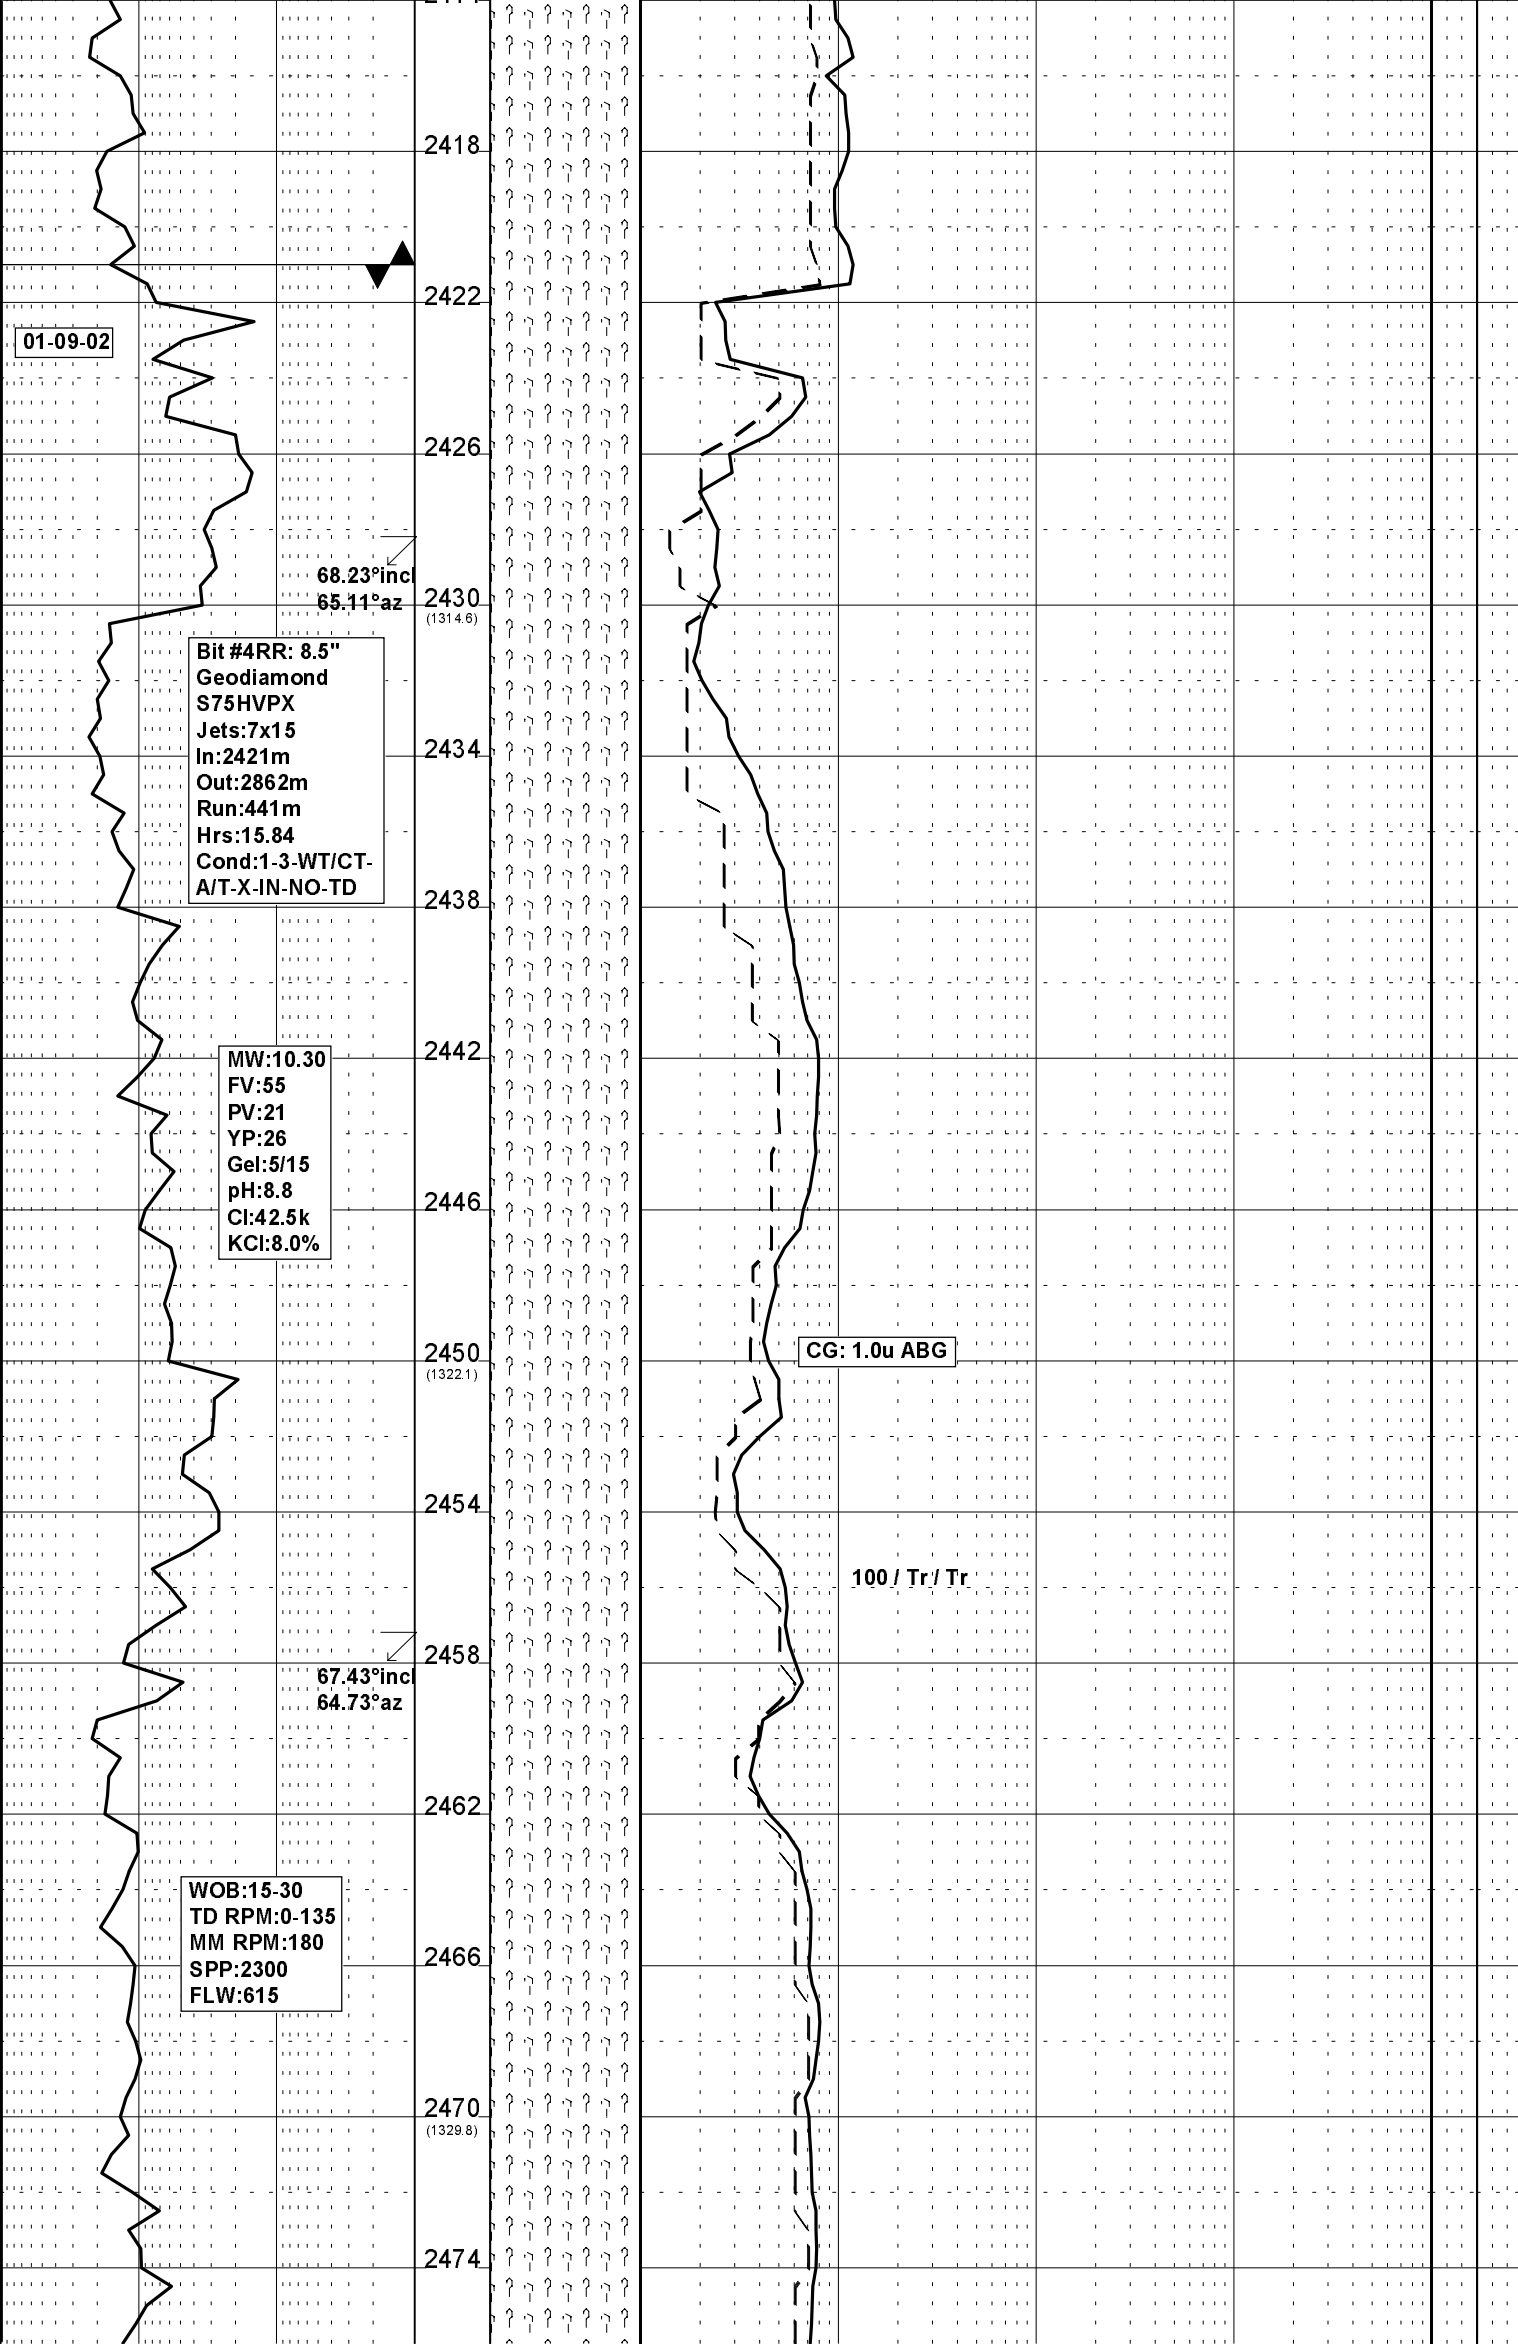 2418
2422
01-09-02
2426
68.23°incl
65.11°az
2430
(1314.6)
Bit #4RR: 8.5"
Geodiamond
S75HVPX
Jets:7x15
In:2421m
Out:2862m
Run:441m
Hrs:15.84
Cond:1-3-WT/CT-
A/T-X-IN-NO-TD
2434
2438
2442
MW:10.30
FV:55
PV:21
YP:26
Gel:5/15
pH:8.8
Cl:42.5k
KCl:8.0%
2446
2450
(1322.1)
CG: 1.0u ABG
2454
100 / Tr / Tr
2458
67.43°incl
64.73°az
2462
WOB:15-30
TD RPM:0-135
MM RPM:180
SPP:2300
FLW:615
2466
2470
(1329.8)
2474